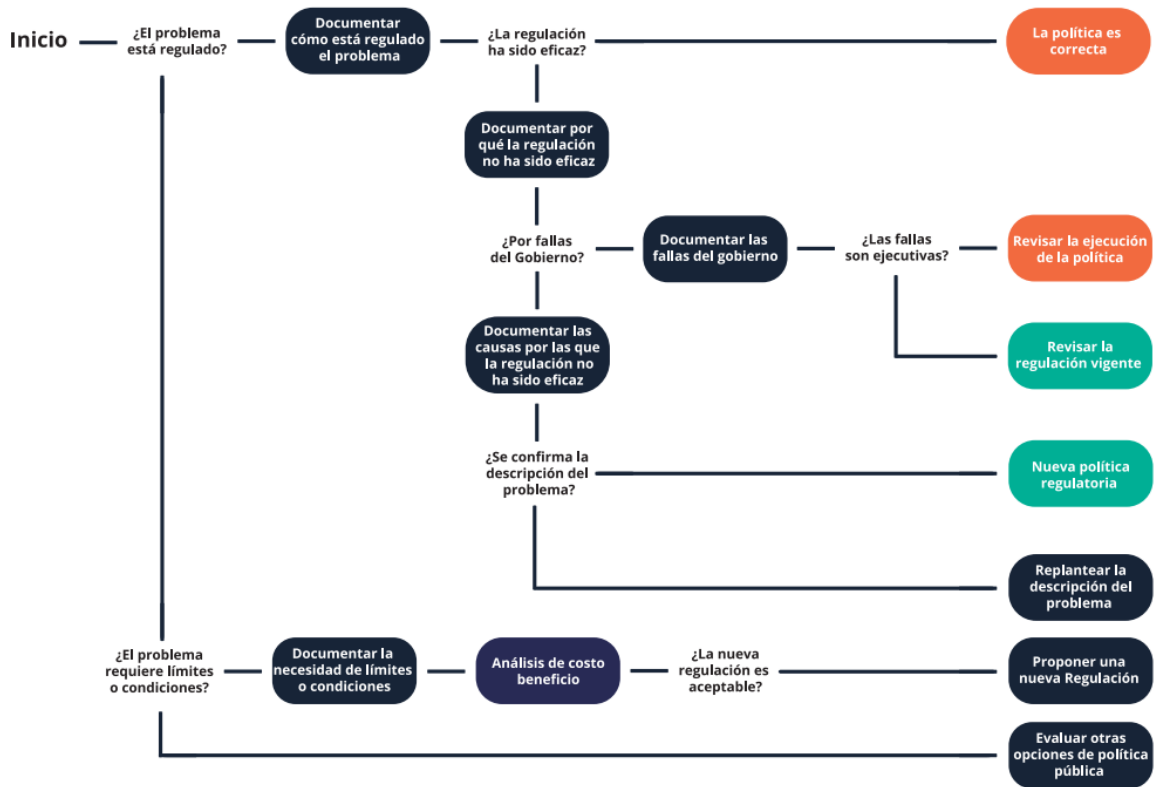 Inicio
¿El problema
está regulado?
Documentar
cómo está regulado
el problema
¿La regulación
ha sido eficaz?
La política es
correcta
Documentar por
qué la regulación
no ha sido eficaz
¿Por fallas
del Gobierno?
Documentar las
fallas del gobierno
¿Las fallas
son ejecutivas?
Revisar la ejecución
de la política
Documentar las
causas por las que
la regulación no
ha sido eficaz
Revisar la
regulación vigente
¿Se confirma la
descripción del
problema?
Nueva política
regulatoria
Replantear la
descripción del
problema
¿El problema
requiere límites
o condiciones?
Documentar la
necesidad de límites
o condiciones
Análisis de costo
beneficio
¿La nueva
regulación es
aceptable?
Proponer una
nueva Regulación
Evaluar otras
opciones de política
pública